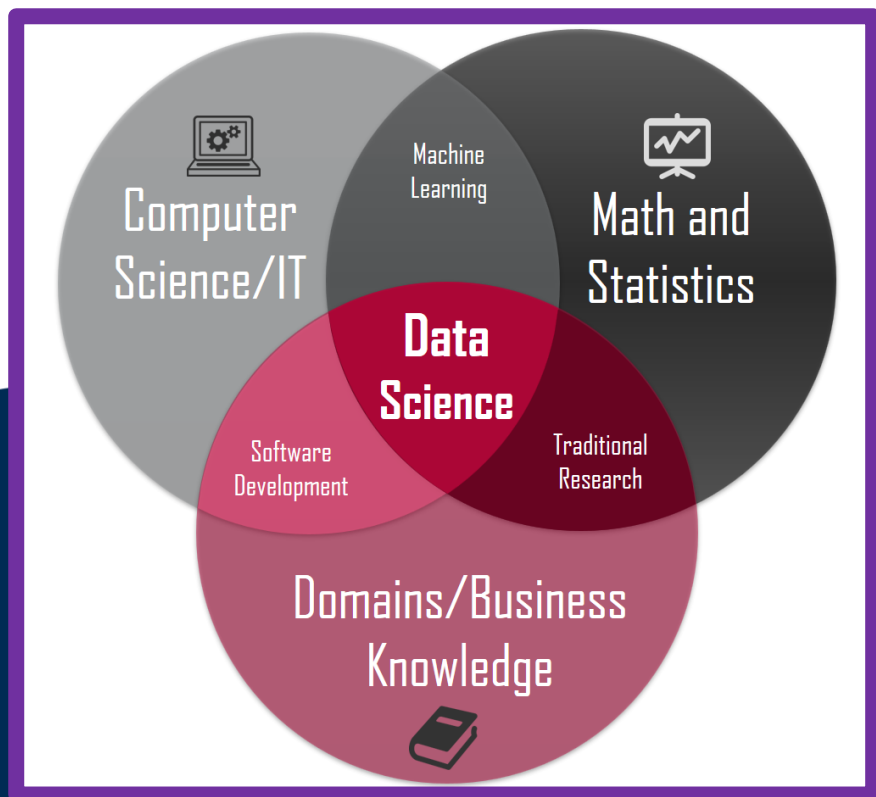 Machine
Learning
Computer
Science/IT
Math and
Statistics
Data
Science
Software
Development
Traditional
Research
Domains/Business
Knowledge